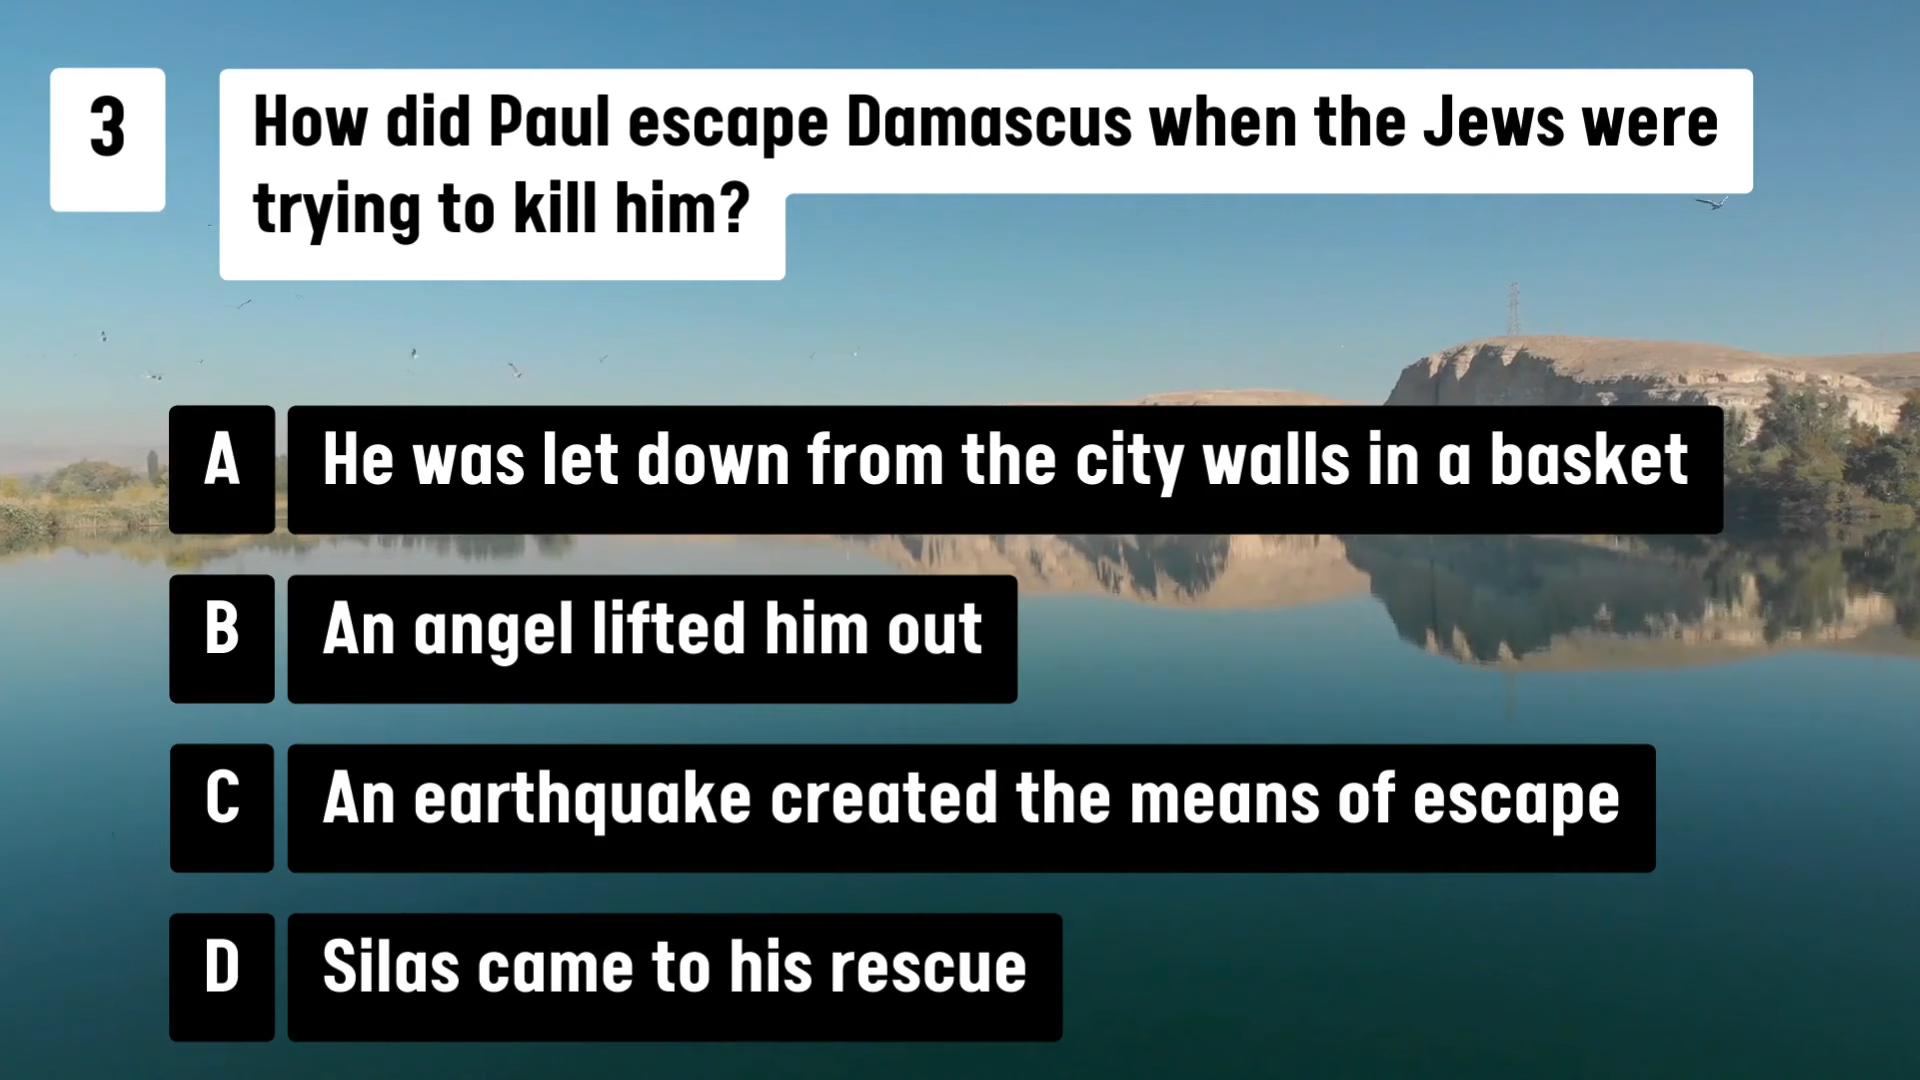 3
How did Paul escape Damascus when the Jews were
trying to kill him?
A
He was let down from the city walls in a basket
B
An angel lifted him out
C
An earthquake created the means of escape
D
Silas came to his rescue